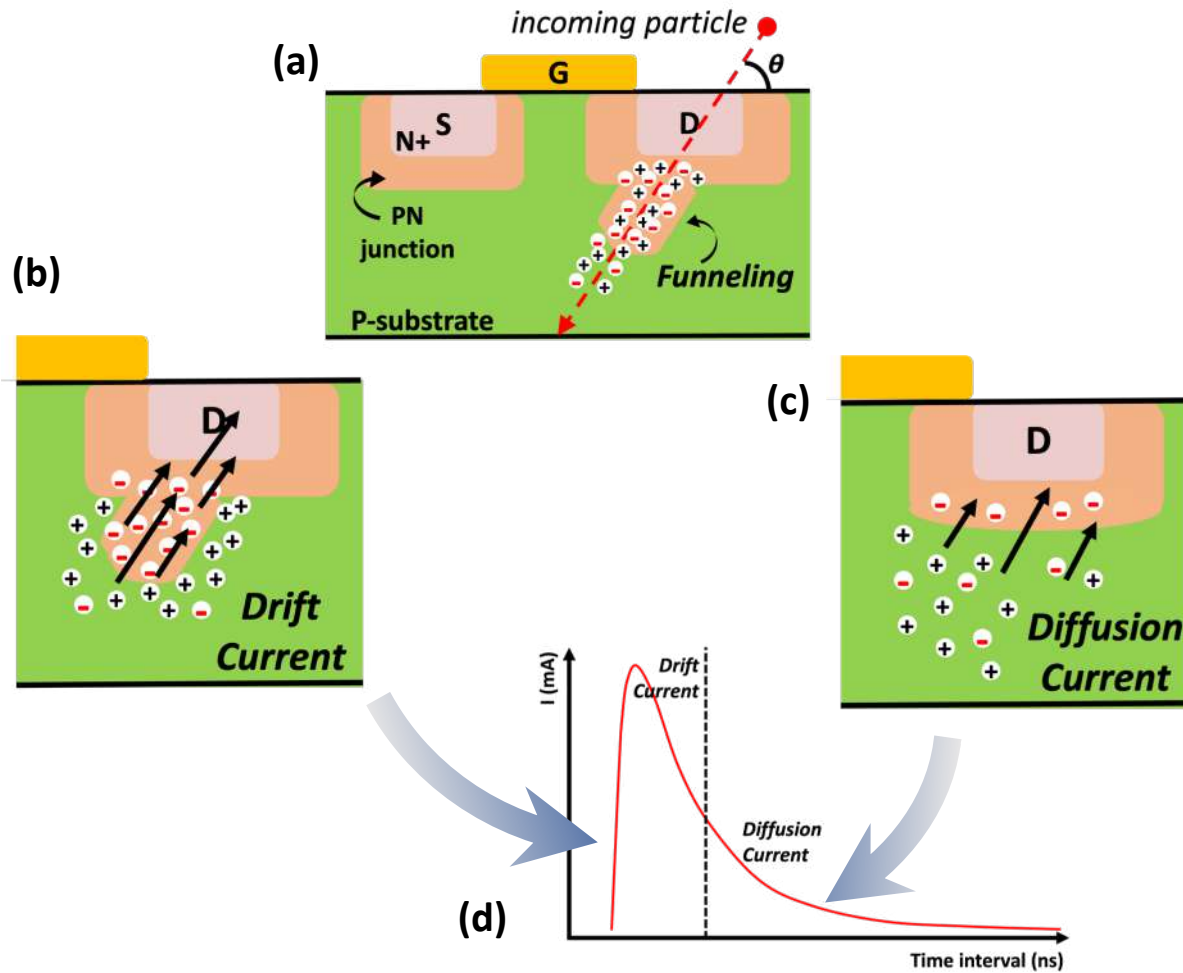 incoming particle
(a)
G
θ
S
N+
D
PN
junction
Funneling
P-substrate
(b)
D
Drift
Current
(c)
D
Diffusion
Current
I (mA)
Drift
Current
Diffusion
Current
(d)
Time interval (ns)